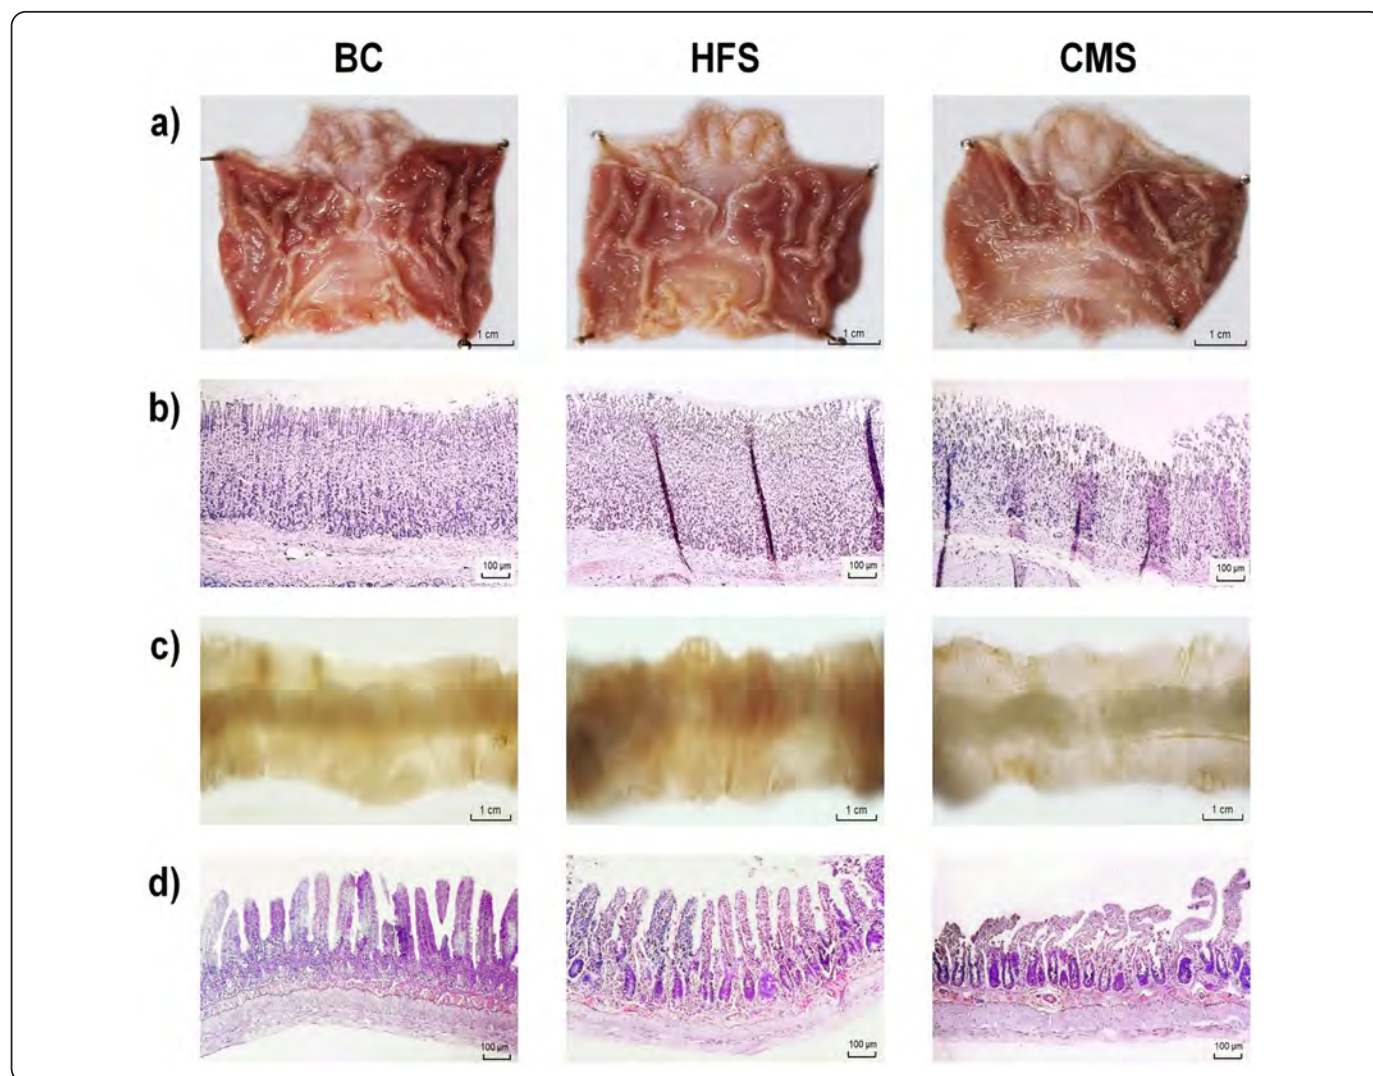 BC HFS CMS
a)
1 cm 1 cm 1 cm
b)
100 µm 100 µm 100 µm
c)
1 cm 1 cm 1 cm
d)
100 µm 100 µm 100 µm